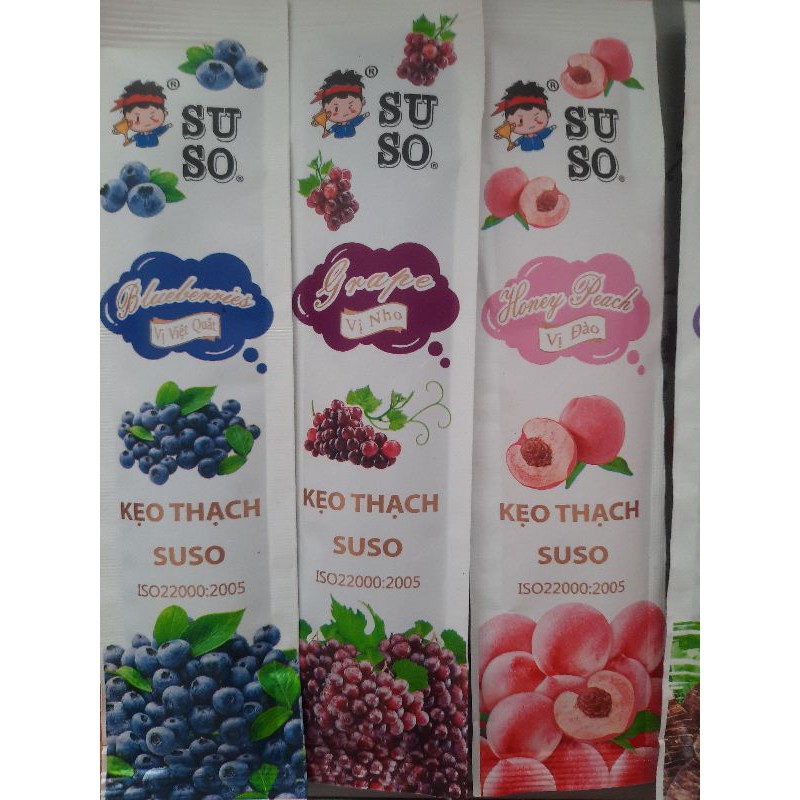 ®
SU
SO®
Blueberries
Vị Việt Quất
KẸO THẠCH
SUSO
ISO22000:2005
®
SU
SO®
Grape
Vị Nho
KẸO THẠCH
SUSO
ISO22000:2005
®
SU
SO®
Honey Peach
Vị Đào
KẸO THẠCH
SUSO
ISO22000:2005